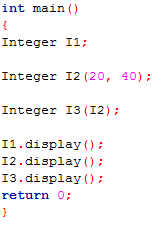 int main()
{
Integer I1;
Integer I2(20, 40);
Integer I3(I2);
I1.display();
I2.display();
I3.display();
return 0;
}